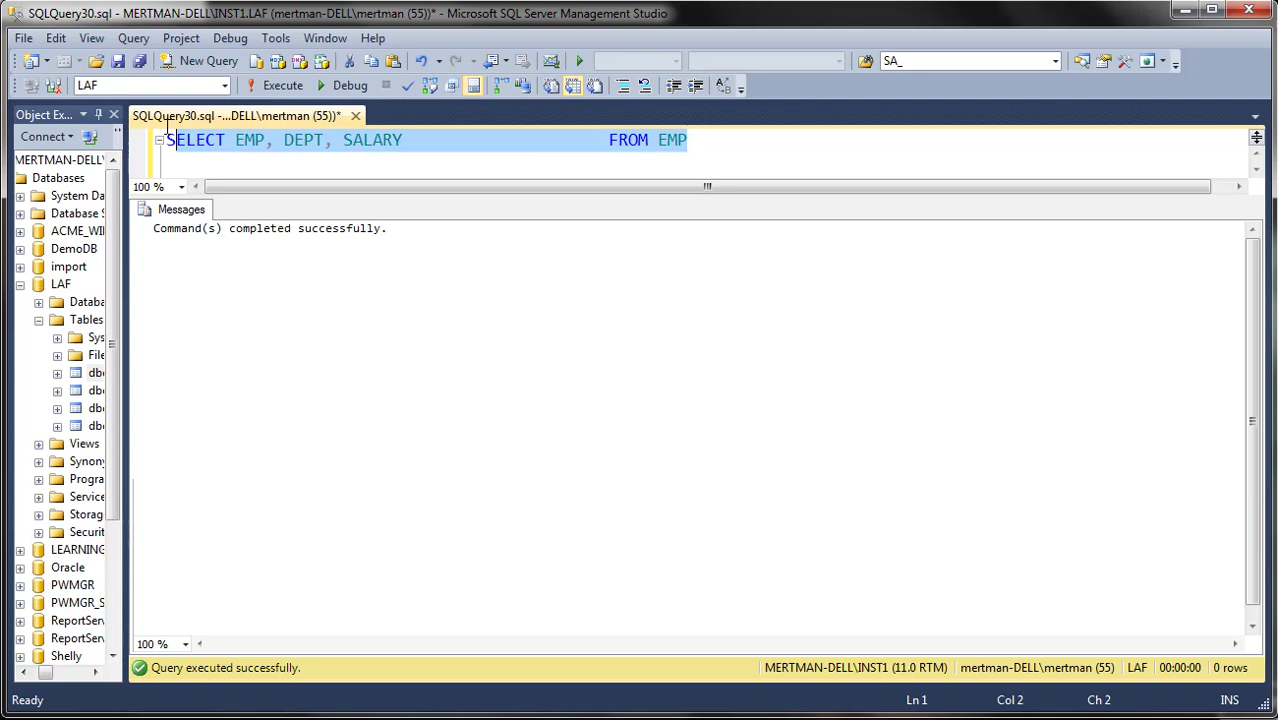 SQLQuery30.sql - MERTMAN-DELL\INST1.LAF (mertman-DELL\mertman (55))* - Microsoft SQL Server Management Studio
File Edit View Query Project Debug Tools Window Help
New Query SA_
LAF Execute Debug
Object Ex... SQLQuery30.sql -...DELL\mertman (55))*
Connect
SELECT EMP, DEPT, SALARY FROM EMP
MERTMAN-DELL\
Databases
System Da
Database S
ACME_WI
DemoDB
import
LAF
Databa
Tables
Sys
File
dbo
dbo
dbo
dbo
Views
Synony
Progra
Service
Storag
Securit
LEARNING
Oracle
PWMGR
PWMGR_S
ReportServ
ReportServ
Shelly
100 %
Messages
Command(s) completed successfully.
100 %
Query executed successfully. MERTMAN-DELL\INST1 (11.0 RTM) mertman-DELL\mertman (55) LAF 00:00:00 0 rows
Ready Ln 1 Col 2 Ch 2 INS